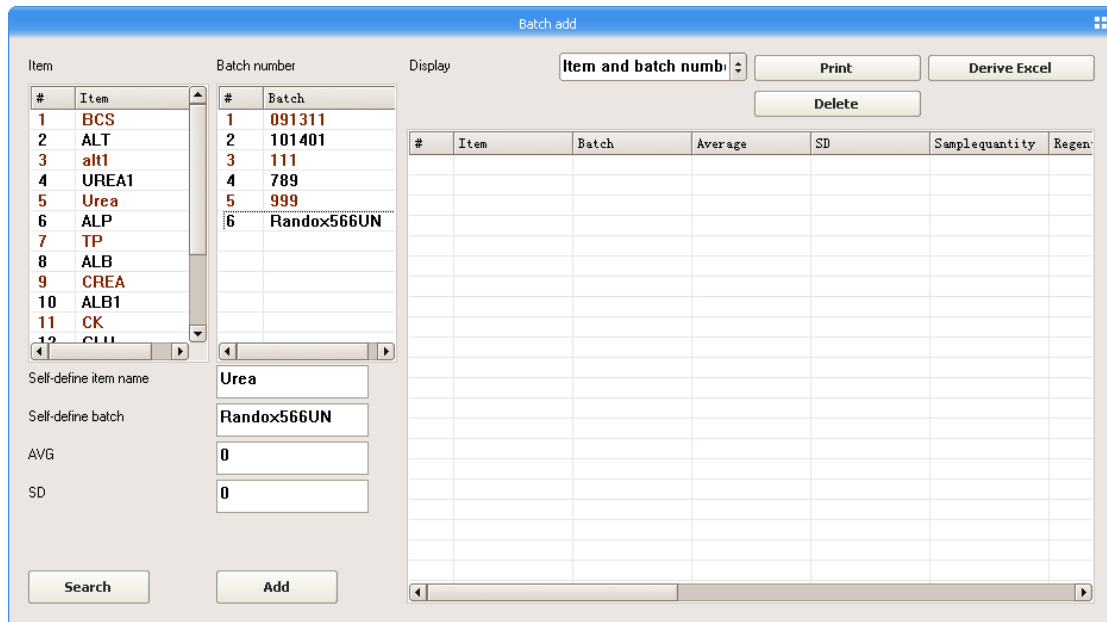 Batch add
Item
Batch number
Display
Item and batch numb
Print
Derive Excel
Delete
# Item
1 BCS
2 ALT
3 alt1
4 UREA1
5 Urea
6 ALP
7 TP
8 ALB
9 CREA
10 ALB1
11 CK
# Batch
1 091311
2 101401
3 111
4 789
5 999
6 Randox566UN
# Item Batch Average SD Samplequantity Regen
Self-define item name
Urea
Self-define batch
Randox566UN
AVG
0
SD
0
Search
Add